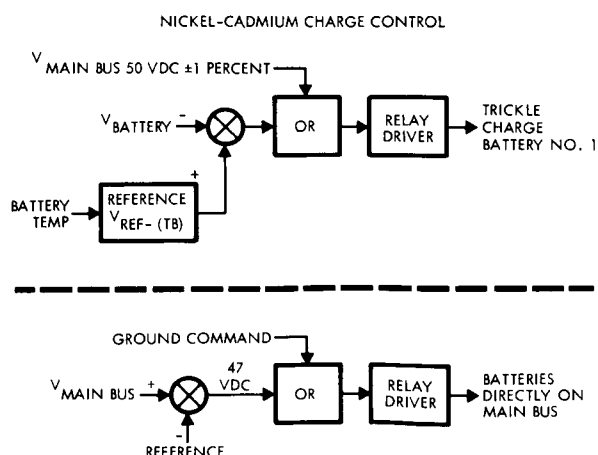 NICKEL-CADMIUM CHARGE CONTROL
V MAIN BUS 50 VDC ±1 PERCENT
V BATTERY
-
OR
RELAY
DRIVER
TRICKLE
CHARGE
BATTERY NO. 1
+
BATTERY
TEMP
REFERENCE
V REF- (TB)
GROUND COMMAND
V MAIN BUS
+
47
VDC
OR
RELAY
DRIVER
BATTERIES
DIRECTLY ON
MAIN BUS
-
REFERENCE